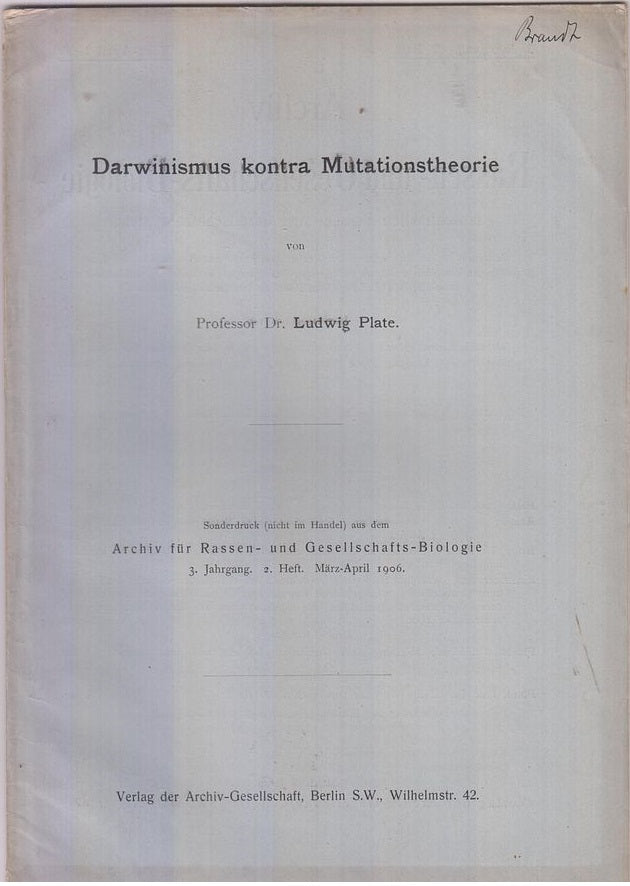 Brandt
Darwinismus kontra Mutationstheorie
von
Professor Dr. Ludwig Plate.
Sonderdruck (nicht im Handel) aus dem
Archiv für Rassen- und Gesellschafts-Biologie
3. Jahrgang. 2. Heft. März-April 1906.
Verlag der Archiv-Gesellschaft, Berlin S.W., Wilhelmstr. 42.